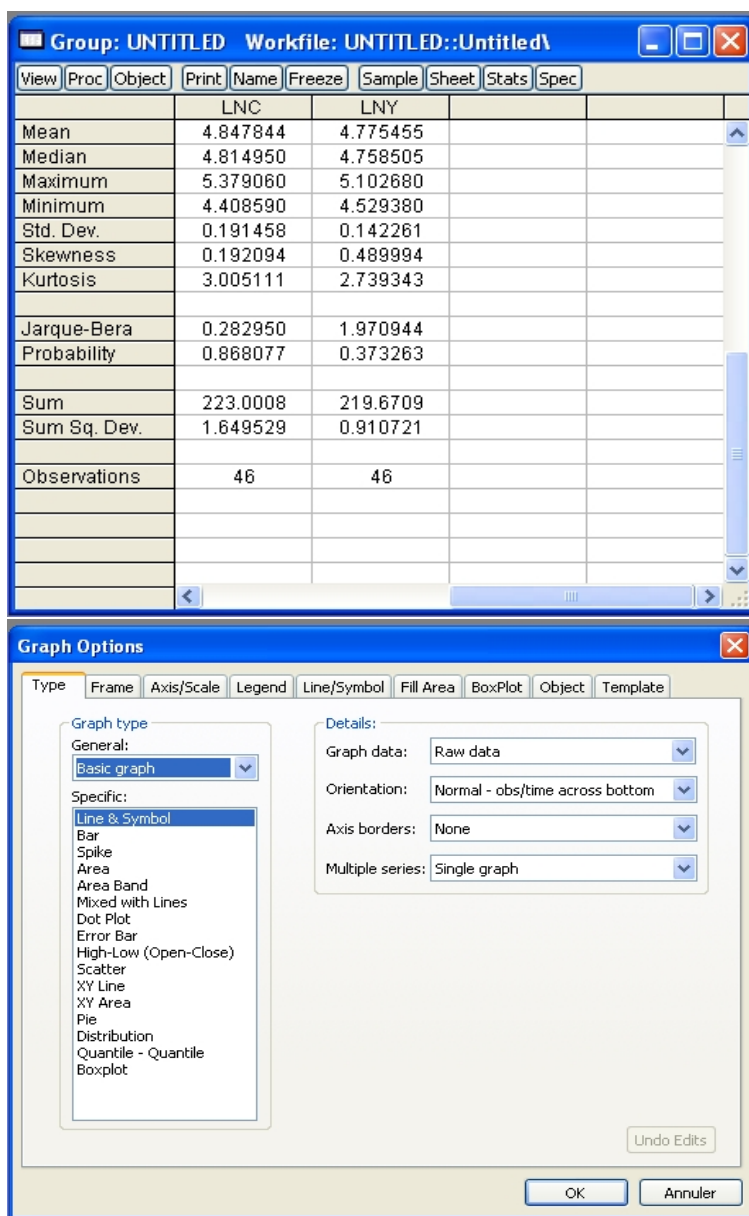 Group: UNTITLED Workfile: UNTITLED::Untitled\
View Proc Object Print Name Freeze Sample Sheet Stats Spec
LNC LNY
Mean 4.847844 4.775455
Median 4.814950 4.758505
Maximum 5.379060 5.102680
Minimum 4.408590 4.529380
Std. Dev. 0.191458 0.142261
Skewness 0.192094 0.489994
Kurtosis 3.005111 2.739343
Jarque-Bera 0.282950 1.970944
Probability 0.868077 0.373263
Sum 223.0008 219.6709
Sum Sq. Dev. 1.649529 0.910721
Observations 46 46
Graph Options
Type Frame Axis/Scale Legend Line/Symbol Fill Area BoxPlot Object Template
Graph type
General:
Basic graph
Specific:
Line & Symbol
Bar
Spike
Area
Area Band
Mixed with Lines
Dot Plot
Error Bar
High-Low (Open-Close)
Scatter
XY Line
XY Area
Pie
Distribution
Quantile - Quantile
Boxplot
Details:
Graph data: Raw data
Orientation: Normal - obs/time across bottom
Axis borders: None
Multiple series: Single graph
Undo Edits
OK Annuler